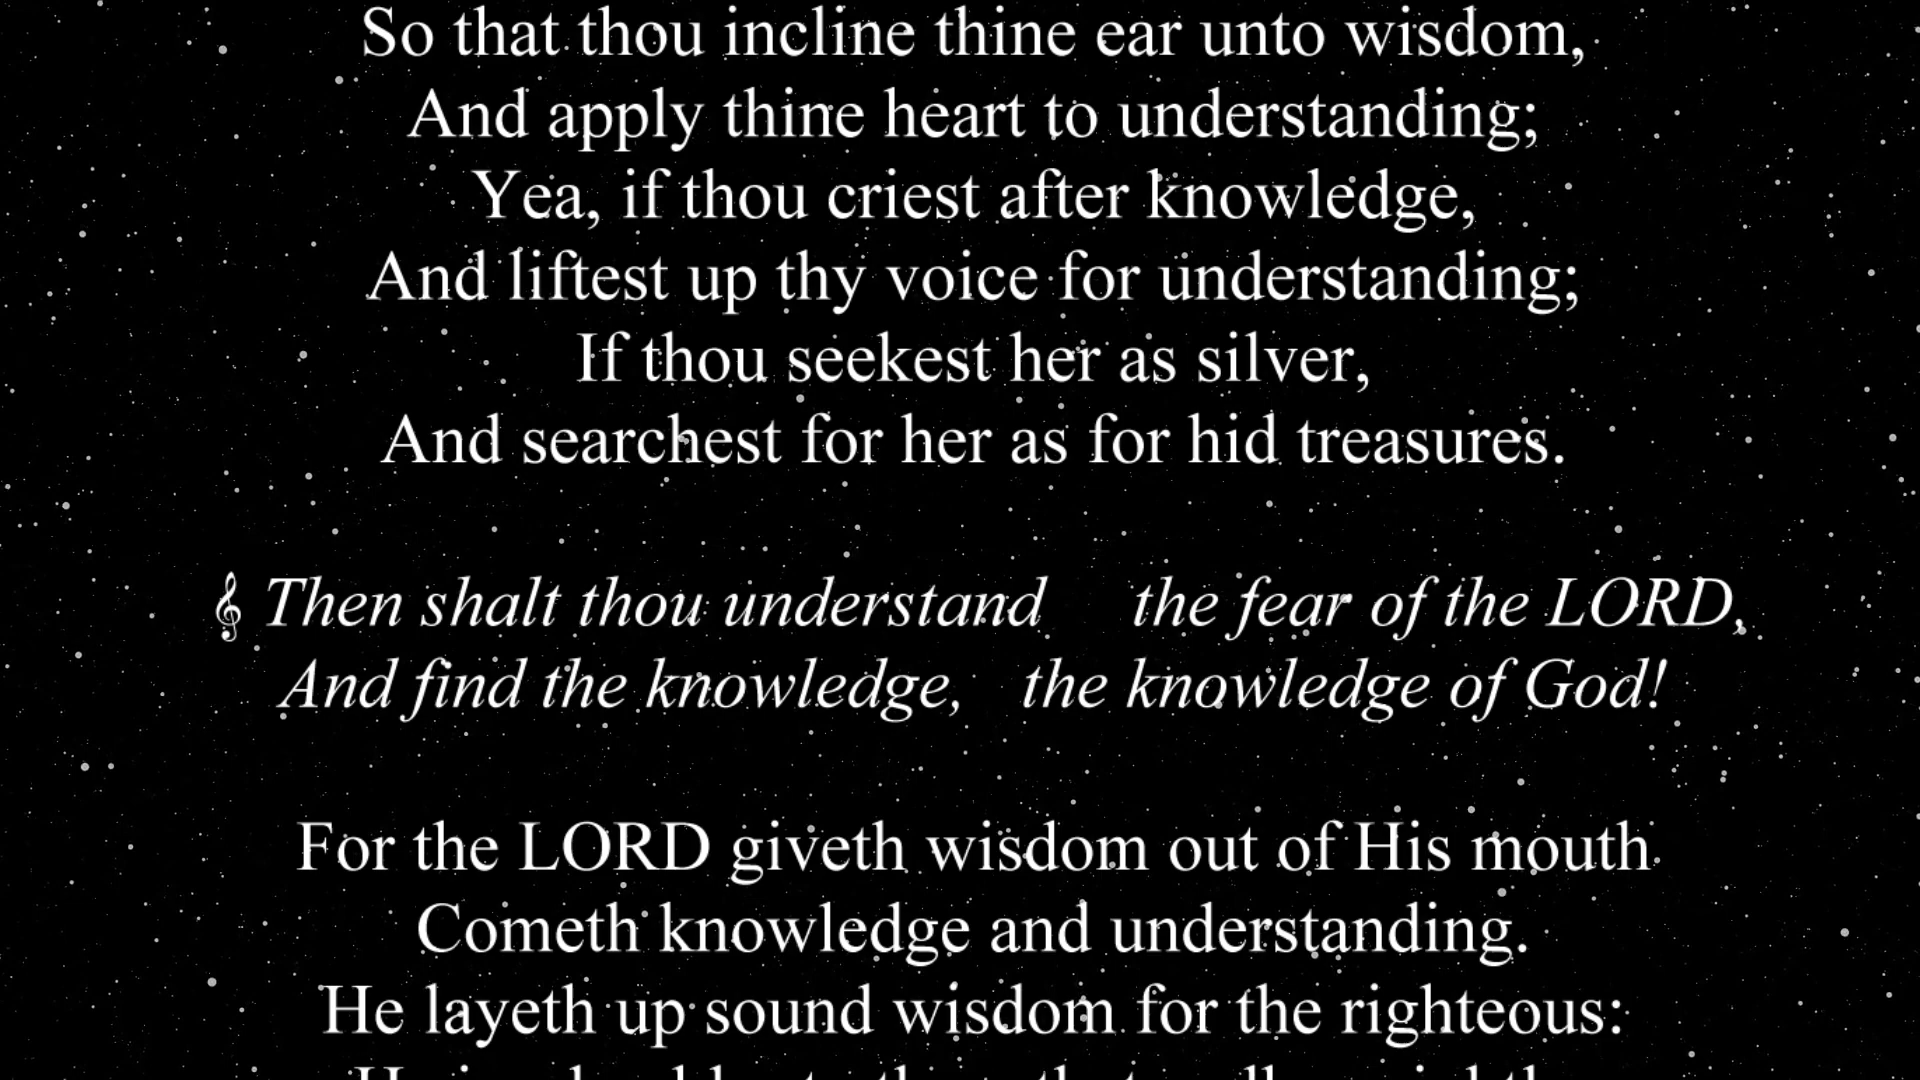 So that thou incline thine ear unto wisdom,
And apply thine heart to understanding;
Yea, if thou criest after knowledge,
And liftest up thy voice for understanding;
If thou seekest her as silver,
And searchest for her as for hid treasures.
𝄞 Then shalt thou understand the fear of the LORD,
And find the knowledge, the knowledge of God!
For the LORD giveth wisdom out of His mouth
Cometh knowledge and understanding.
He layeth up sound wisdom for the righteous: